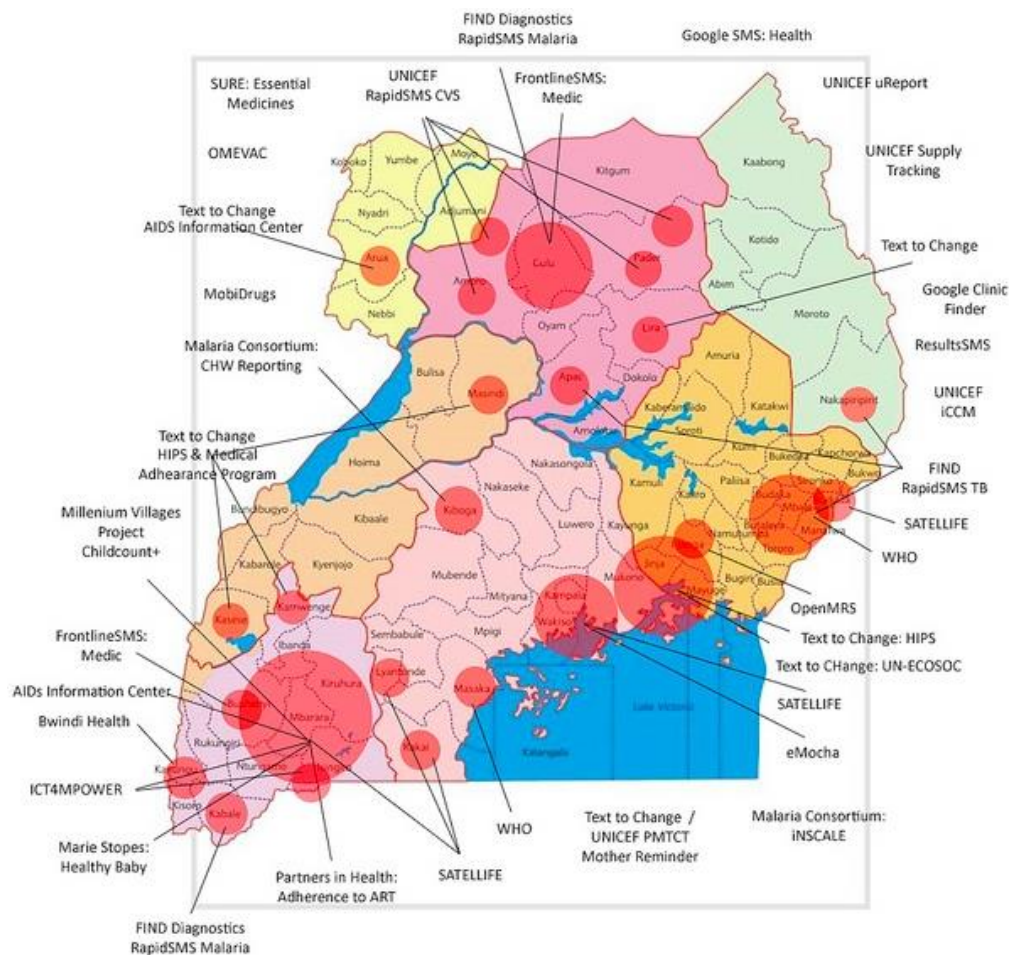 FIND Diagnostics
RapidSMS Malaria
Google SMS: Health
UNICEF
RapidSMS CVS
FrontlineSMS:
Medic
SURE: Essential
Medicines
UNICEF uReport
OMEVAC
UNICEF Supply
Tracking
Text to Change
AIDS Information Center
Text to Change
MobiDrugs
Google Clinic
Finder
Malaria Consortium:
CHW Reporting
ResultsSMS
UNICEF
iCCM
Text to Change
HIPS & Medical
Adhearance Program
FIND
RapidSMS TB
Millenium Villages
Project
Childcount+
SATELLIFE
WHO
OpenMRS
FrontlineSMS:
Medic
Text to Change: HIPS
Text to CHange: UN-ECOSOC
AIDs Information Center
SATELLIFE
Bwindi Health
eMocha
ICT4MPOWER
WHO
Text to Change /
UNICEF PMTCT
Mother Reminder
Malaria Consortium:
iNSCALE
Marie Stopes:
Healthy Baby
Partners in Health:
Adherence to ART
SATELLIFE
FIND Diagnostics
RapidSMS Malaria
Koboko
Yumbe
Moyo
Nyadri
Adjumani
Arua
Nebbi
Kitgum
Kaabong
Gulu
Pader
Kotido
Amuro
Abim
Oyam
Lira
Moroto
Bulisa
Masindi
Apac
Dokolo
Amuria
Nakapiripirit
Amolotar
Kaberamaido
Katakwi
Soroti
Kumi
Kapchorwa
Bukedea
Bukwo
Hoima
Nakasongola
Kamuli
Pallisa
Sironko
Nakaseke
Kaliro
Budaka
Mbale
Bundibugyo
Kiboga
Luwero
Kayunga
Butaleja
Manafwa
Kibaale
Namutumba
Tororo
Kabarole
Kyenjojo
Mubende
Jinja
Mukono
Bugiri
Mayuge
Mityana
Kampala
Kasese
Kamwenge
Wakiso
Sembabule
Mpigi
Ibanda
Kiruhura
Lyantonde
Masaka
Bushenyi
Mbarara
Lake Victoria
Rukungiri
Rakai
Kalangala
Ntungamo
Kisoro
Kabale